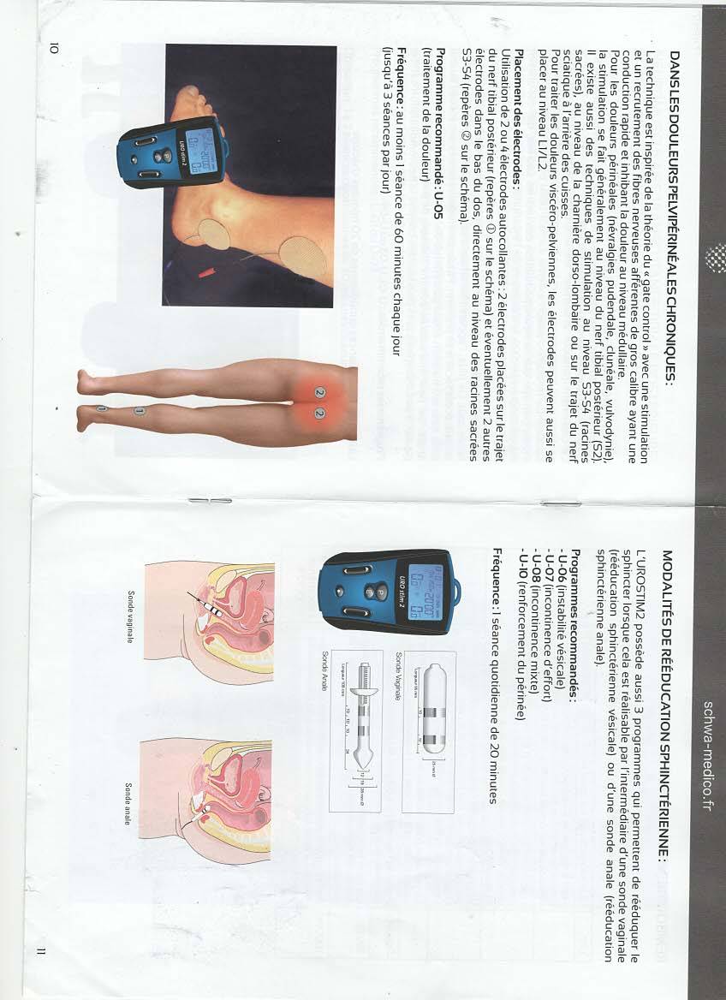 DANS LES DOULEURS PELVIPÉRINÉALES CHRONIQUES :
La technique est inspirée de la théorie du « gate control » avec une stimulation
et un recrutement des fibres nerveuses afférentes de gros calibre ayant une
conduction rapide et inhibant la douleur au niveau médullaire.
Pour les douleurs périnéales (névralgies pudendale, clunéale, vulvodynie),
la stimulation se fait généralement au niveau du nerf tibial postérieur (S2).
Il existe aussi des techniques de stimulation au niveau S3-S4 (racines
sacrées), au niveau de la charnière dorso-lombaire ou sur le trajet du nerf
sciatique à l'arrière des cuisses.
Pour traiter les douleurs viscéro-pelviennes, les électrodes peuvent aussi se
placer au niveau L1/L2.
Placement des électrodes :
Utilisation de 2 ou 4 électrodes autocollantes : 2 électrodes placées sur le trajet
du nerf tibial postérieur (repères ① sur le schéma) et éventuellement 2 autres
électrodes dans le bas du dos, directement au niveau des racines sacrées
S3-S4 (repères ② sur le schéma).
Programme recommandé : U-05
(traitement de la douleur)
Fréquence : au moins 1 séance de 60 minutes chaque jour
(jusqu'à 3 séances par jour)
URO stim 2
P
E
2
2
1
1
10
schwa-medico.fr
MODALITÉS DE RÉÉDUCATION SPHINCTÉRIENNE :
L'UROSTIM2 possède aussi 3 programmes qui permettent de rééduquer le
sphincter lorsque cela est réalisable par l'intermédiaire d'une sonde vaginale
(rééducation sphinctérienne vésicale) ou d'une sonde anale (rééducation
sphinctérienne anale).
Programmes recommandés :
- U-06 (instabilité vésicale)
- U-07 (incontinence d'effort)
- U-08 (incontinence mixte)
- U-10 (renforcement du périnée)
Fréquence : 1 séance quotidienne de 20 minutes
URO stim 2
P
E
Sonde Vaginale
Sonde Anale
Longueur 108 mm
Sonde vaginale
Sonde anale
11